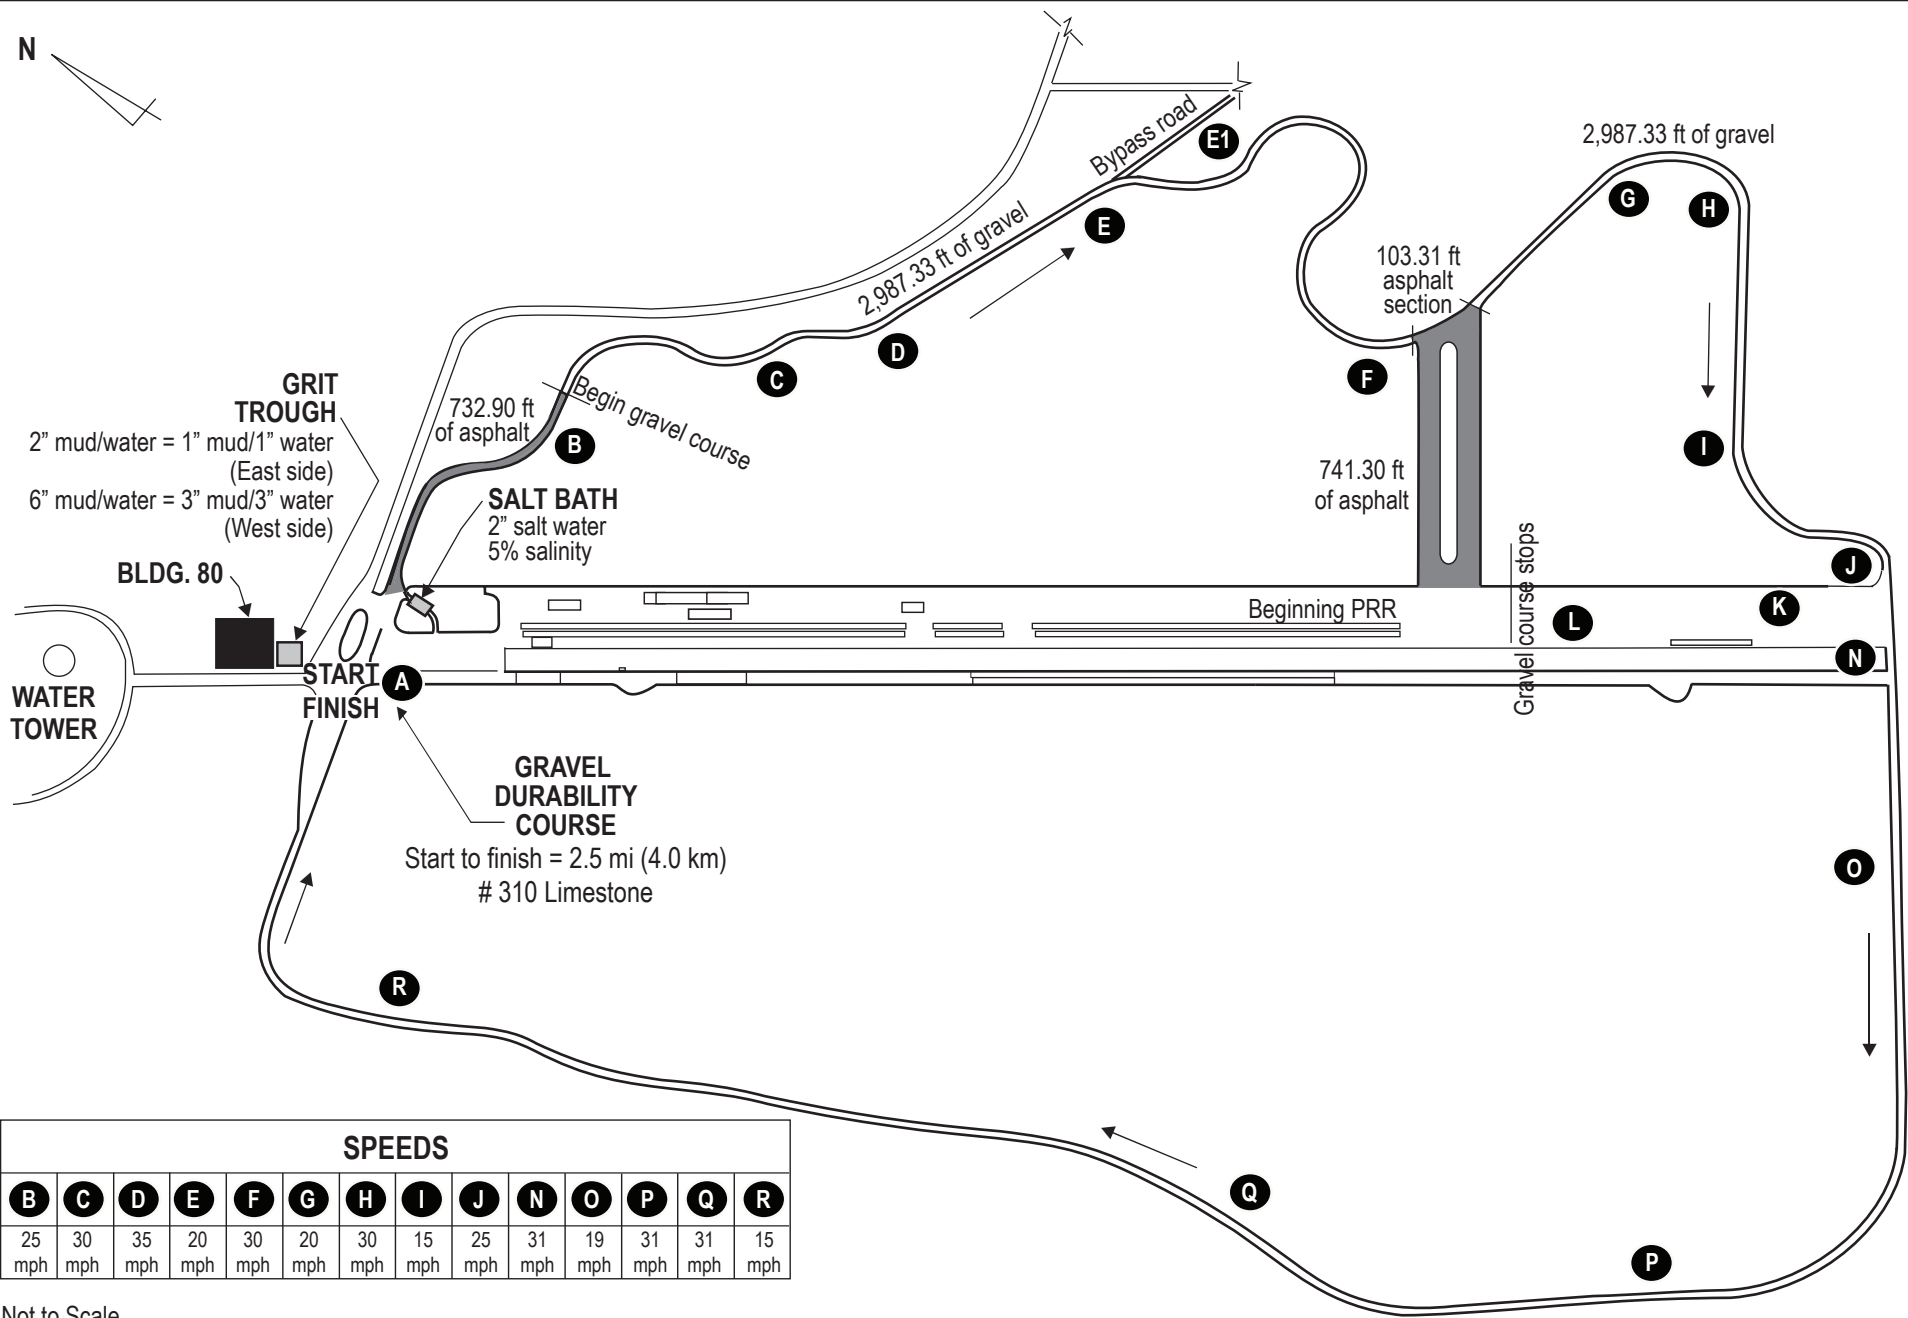 N
Bypass road
E1
2,987.33 ft of gravel
G
H
E
2,987.33 ft of gravel
103.31 ft
asphalt
section
D
C
F
GRIT
TROUGH
2” mud/water = 1” mud/1” water
(East side)
6” mud/water = 3” mud/3” water
(West side)
732.90 ft
of asphalt
Begin gravel course
B
I
741.30 ft
of asphalt
SALT BATH
2” salt water
5% salinity
BLDG. 80
J
Beginning PRR
Gravel course stops
K
L
N
START
FINISH
A
WATER
TOWER
GRAVEL
DURABILITY
COURSE
Start to finish = 2.5 mi (4.0 km)
# 310 Limestone
O
R
Q
P
SPEEDS
B C D E F G H I J N O P Q R
25 30 35 20 30 20 30 15 25 31 19 31 31 15
mph mph mph mph mph mph mph mph mph mph mph mph mph mph
Not to Scale